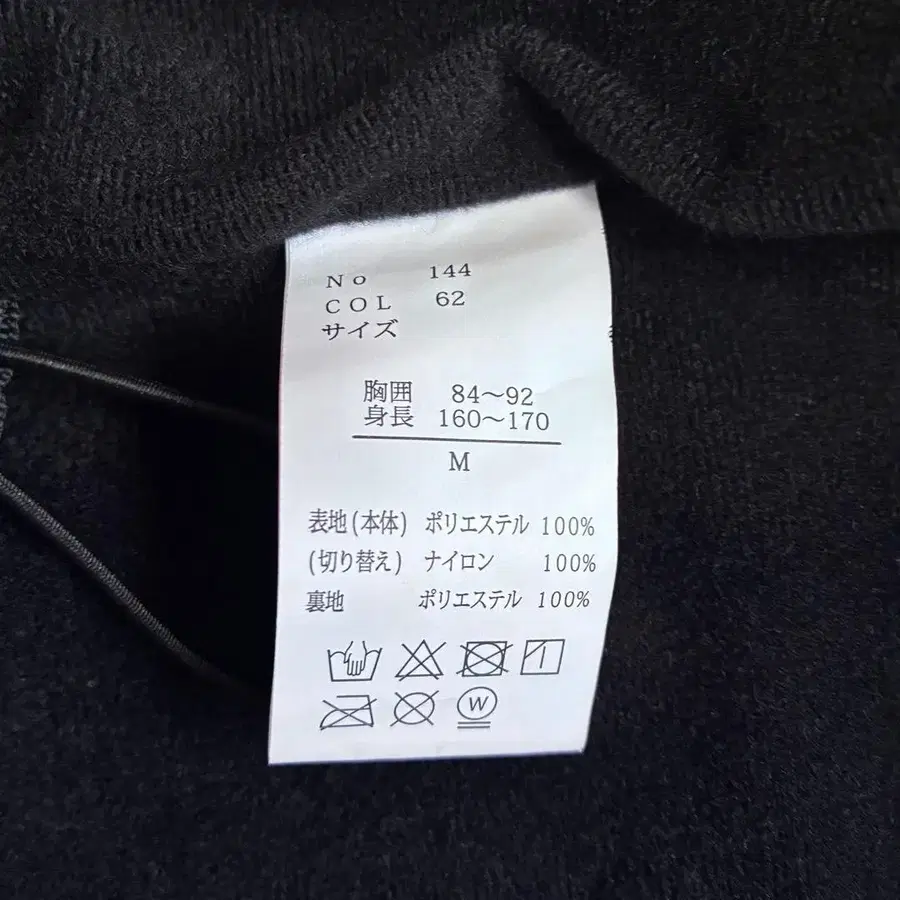 No 144
COL 62
サイズ
胸囲 84～92
身長 160～170
M
表地(本体) ポリエステル 100%
(切り替え) ナイロン 100%
裏地 ポリエステル 100%
W